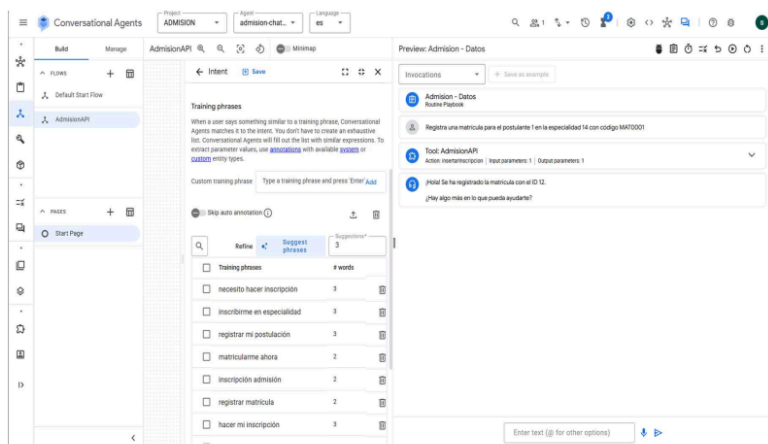 Conversational Agents
Project
ADMISION
Agent
admision-chat...
Language
es
1
Build
Manage
FLOWS
Default Start Flow
AdmisionAPI
PAGES
Start Page
AdmisionAPI
Minimap
Intent
Save
Training phrases
When a user says something similar to a training phrase, Conversational
Agents matches it to the intent. You don't have to create an exhaustive
list, Conversational Agents will fill out the list with similar expressions. To
extract parameter values, use annotations with available system or
custom entity types.
Custom training phrase
Type a training phrase and press 'Enter'
Add
Skip auto annotation
Refine
Suggest
phrases
Suggestions*
3
Training phrases
# words
necesito hacer inscripción
3
inscribirme en especialidad
3
registrar mi postulación
3
matricularme ahora
2
inscripción admisión
2
registrar matrícula
2
hacer mi inscripción
3
Preview: Admision - Datos
Invocations
+ Save as example
Admision - Datos
Routine Playbook
Registra una matricula para el postulante 1 en la especialidad 14 con código MAT0001
Tool: AdmisionAPI
Action: insertarInscripcion | Input parameters: 1 | Output parameters: 1
¡Hola! Se ha registrado la matrícula con el ID 12.
¿Hay algo más en lo que pueda ayudarte?
Enter text (@ for other options)